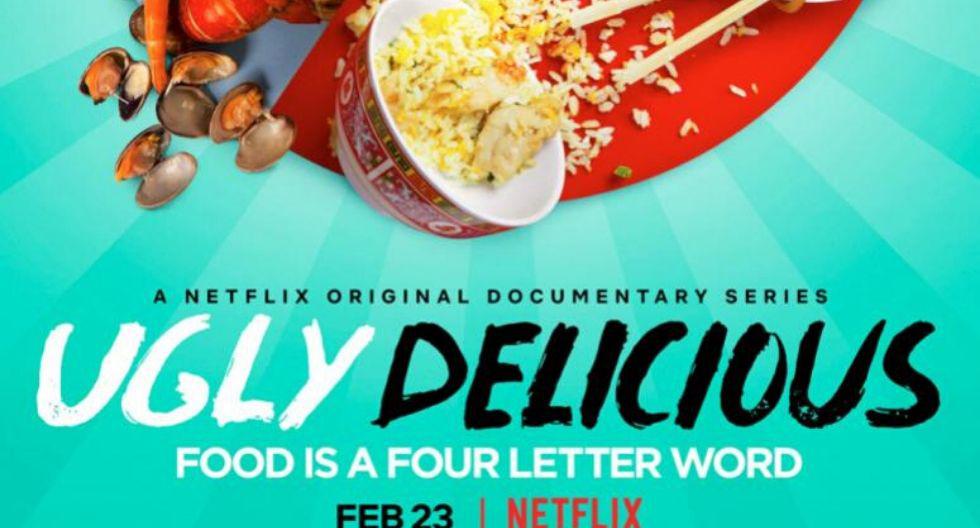 A NETFLIX ORIGINAL DOCUMENTARY SERIES
UGLY DELICIOUS
FOOD IS A FOUR LETTER WORD
FEB 23 | NETFLIX